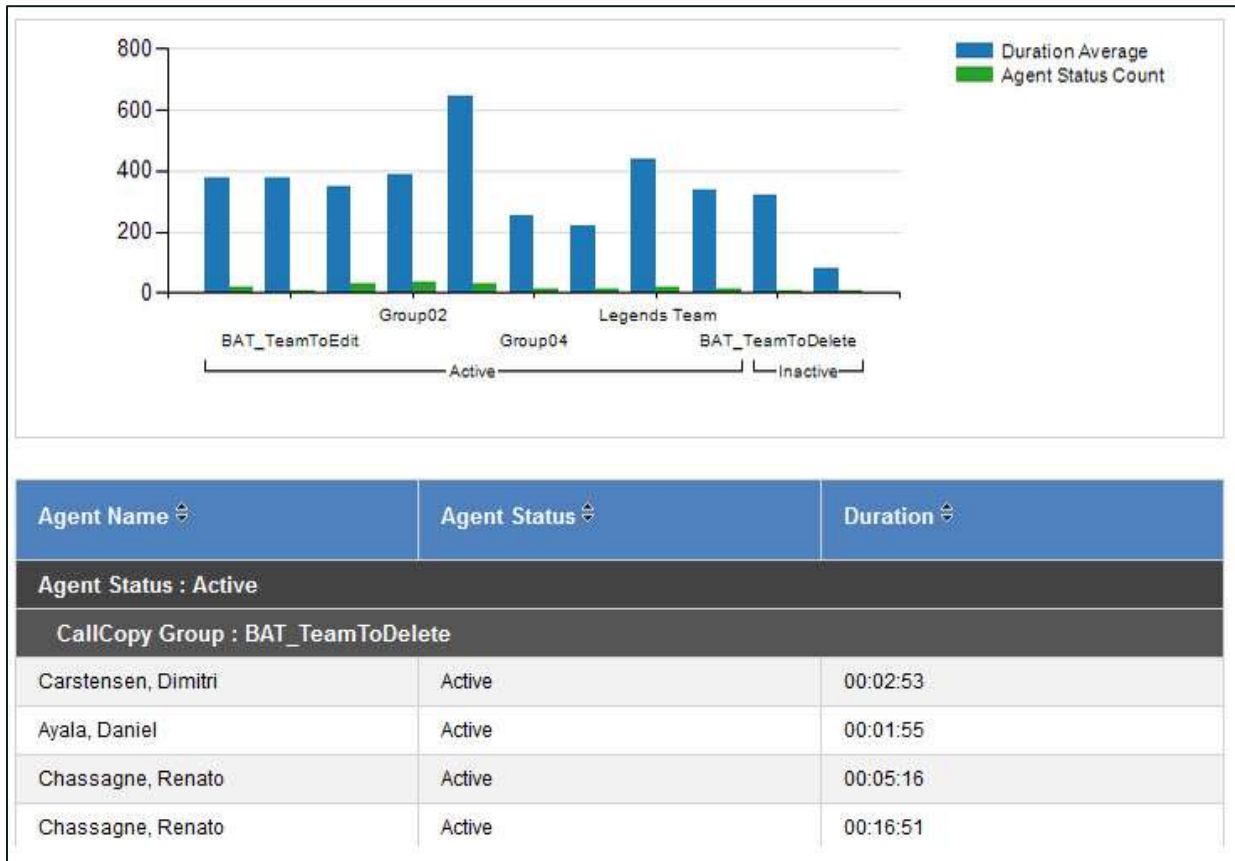 800
600
400
200
0
Duration Average
Agent Status Count
Group02 Legends Team
BAT_TeamToEdit Group04 BAT_TeamToDelete
Active Inactive
Agent Name Agent Status Duration
Agent Status : Active
CallCopy Group : BAT_TeamToDelete
Carstensen, Dimitri Active 00:02:53
Ayala, Daniel Active 00:01:55
Chassagne, Renato Active 00:05:16
Chassagne, Renato Active 00:16:51